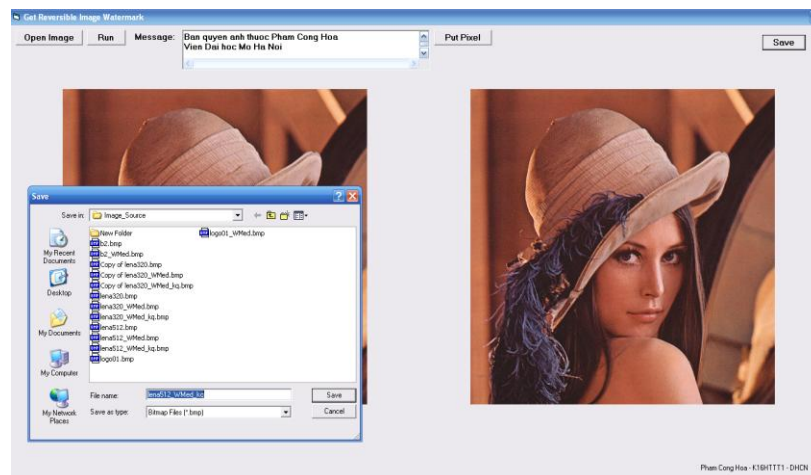 Get Reversible Image Watermark
Open Image Run Message: Ban quyen anh thuoc Pham Cong Hoa
Vien Dai hoc Mo Ha Noi
Put Pixel
Save
Save
Save in: Image_Source
My Recent Documents
Desktop
My Documents
My Computer
My Network Places
New Folder
b2.bmp
b2_WMed.bmp
Copy of lena320.bmp
Copy of lena320_WMed.bmp
Copy of lena320_WMed_kq.bmp
lena320.bmp
lena320_WMed.bmp
lena320_WMed_kq.bmp
lena512.bmp
lena512_WMed.bmp
lena512_WMed_kq.bmp
logo01.bmp
logo01_WMed.bmp
File name: lena512_WMed_kq Save
Save as type: Bitmap Files (*.bmp) Cancel
Pham Cong Hoa - K16HTTT1 - DHCN